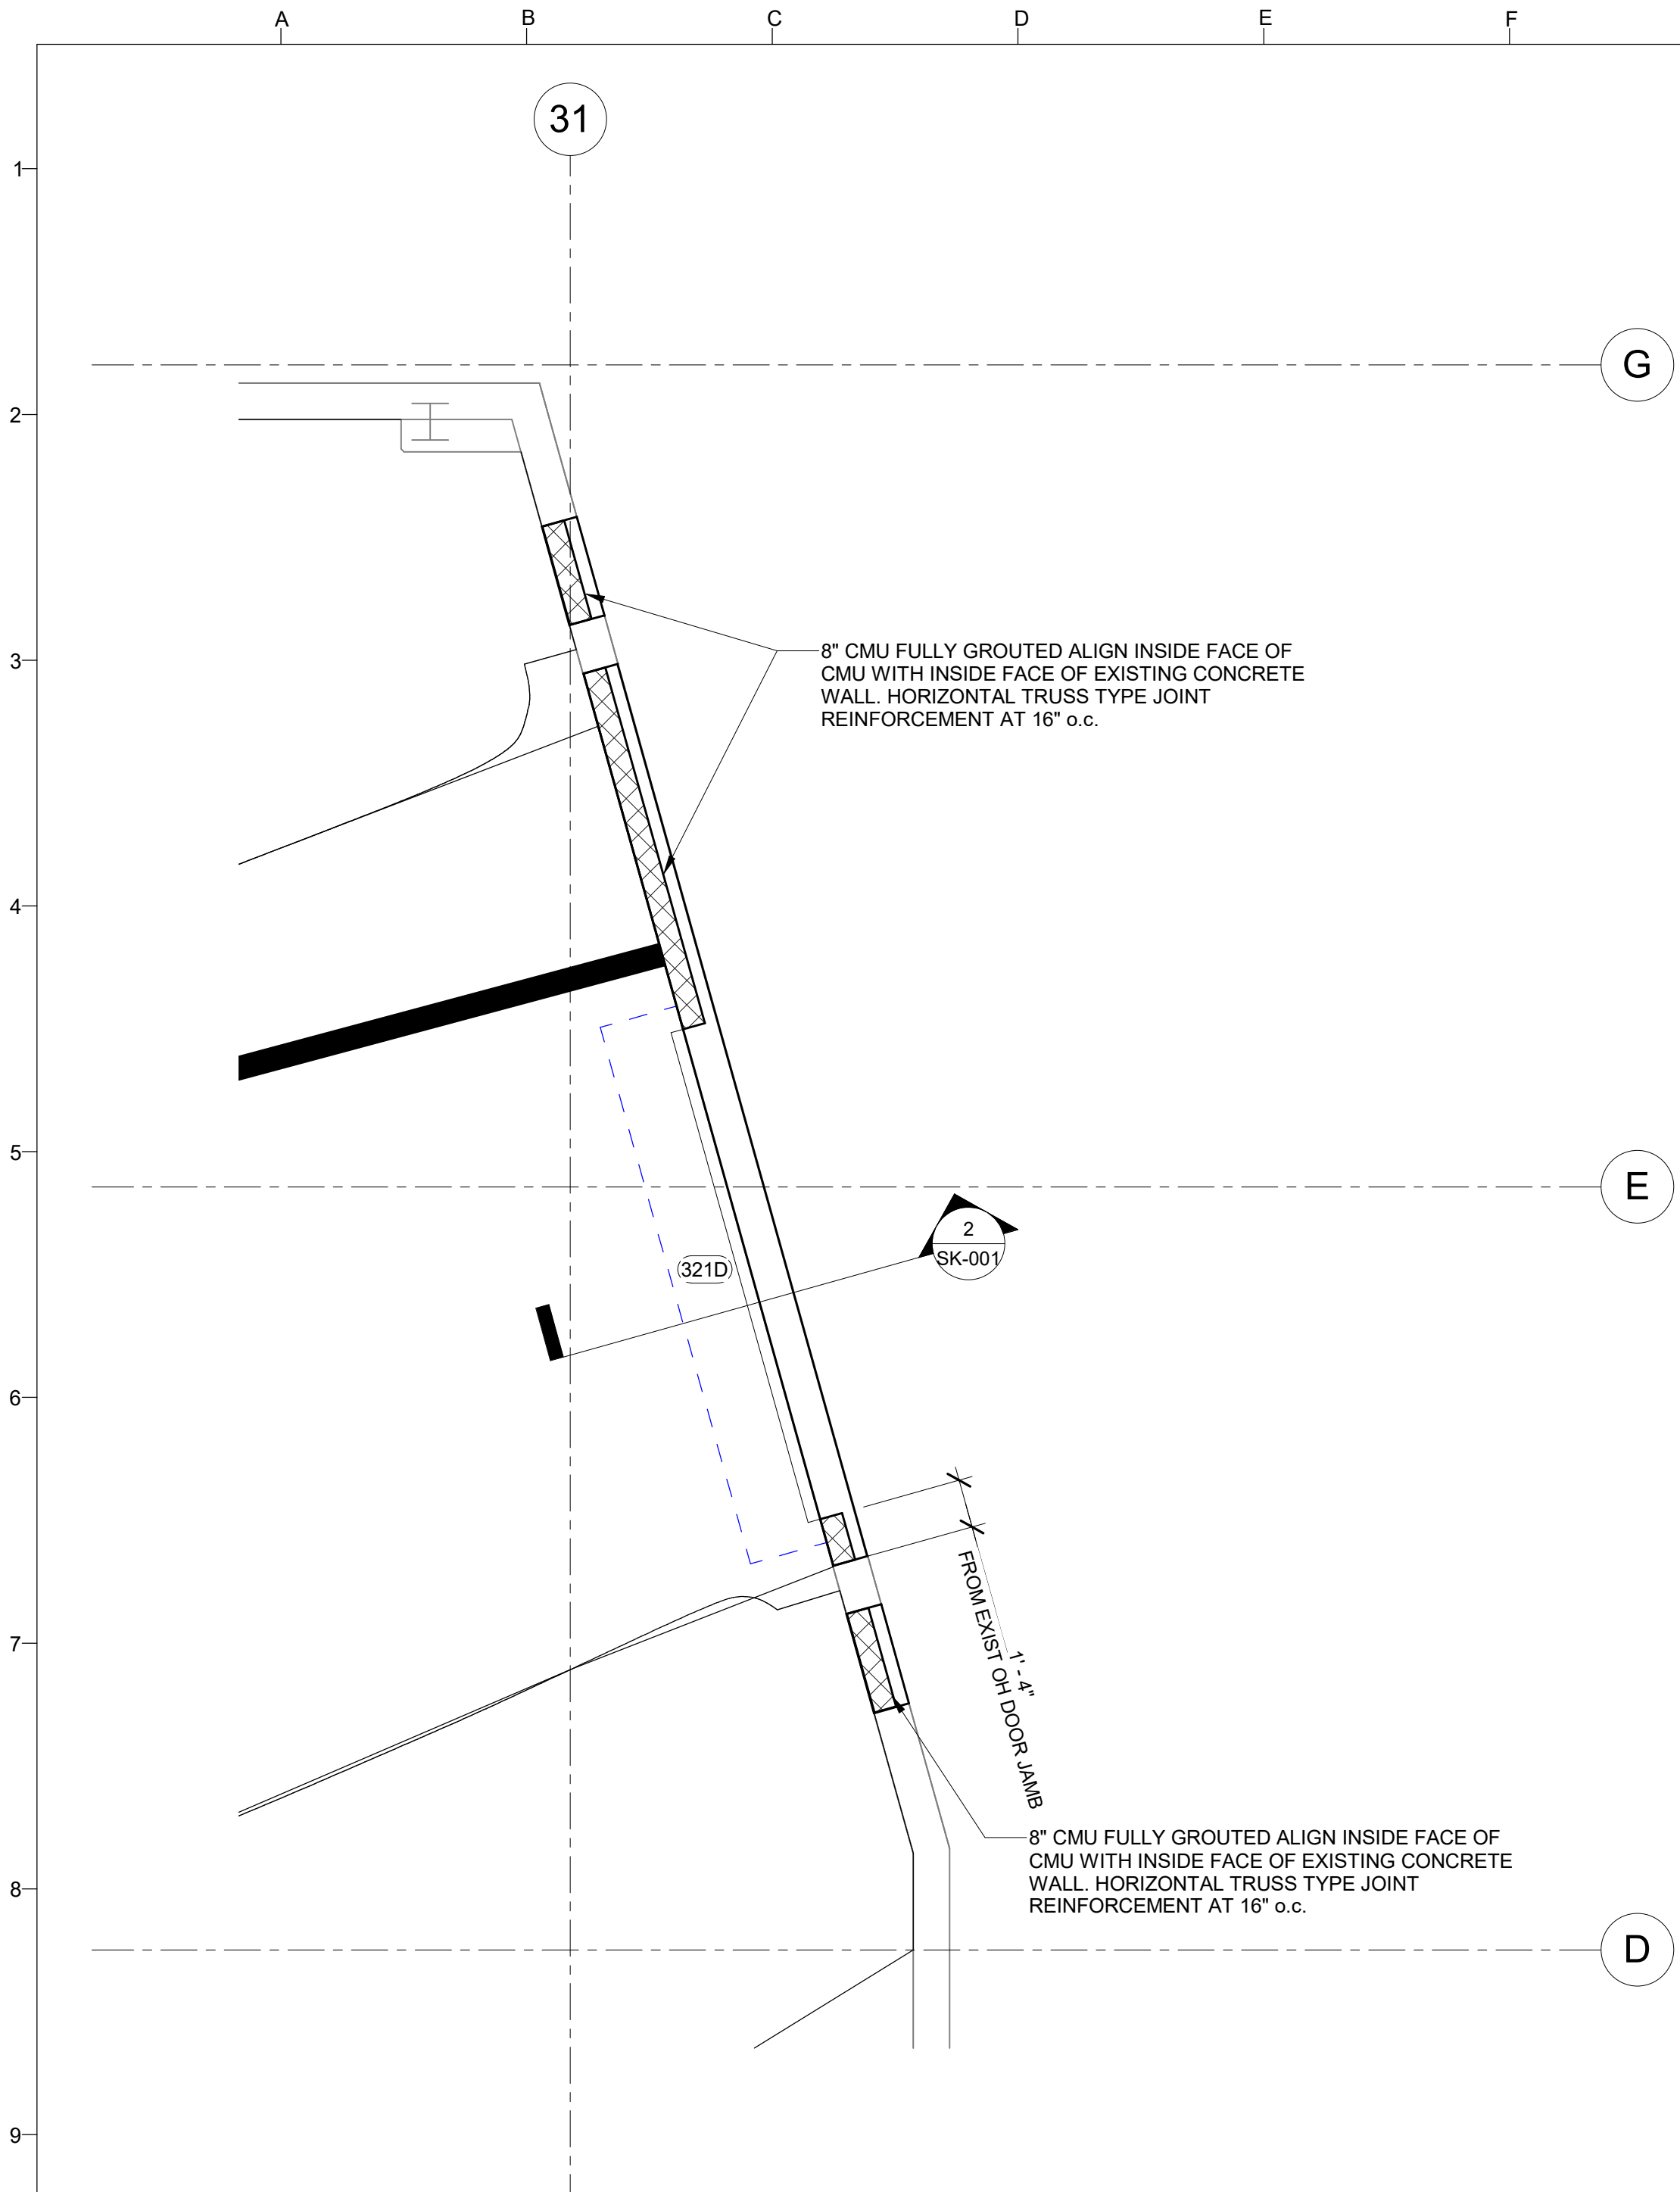 A B C D E F
31
1
G
2
3
8" CMU FULLY GROUTED ALIGN INSIDE FACE OF
CMU WITH INSIDE FACE OF EXISTING CONCRETE
WALL. HORIZONTAL TRUSS TYPE JOINT
REINFORCEMENT AT 16" o.c.
4
5
E
2
SK-001
(321D)
6
7
1' - 4"
FROM EXIST OH DOOR JAMB
8" CMU FULLY GROUTED ALIGN INSIDE FACE OF
CMU WITH INSIDE FACE OF EXISTING CONCRETE
WALL. HORIZONTAL TRUSS TYPE JOINT
REINFORCEMENT AT 16" o.c.
8
D
9